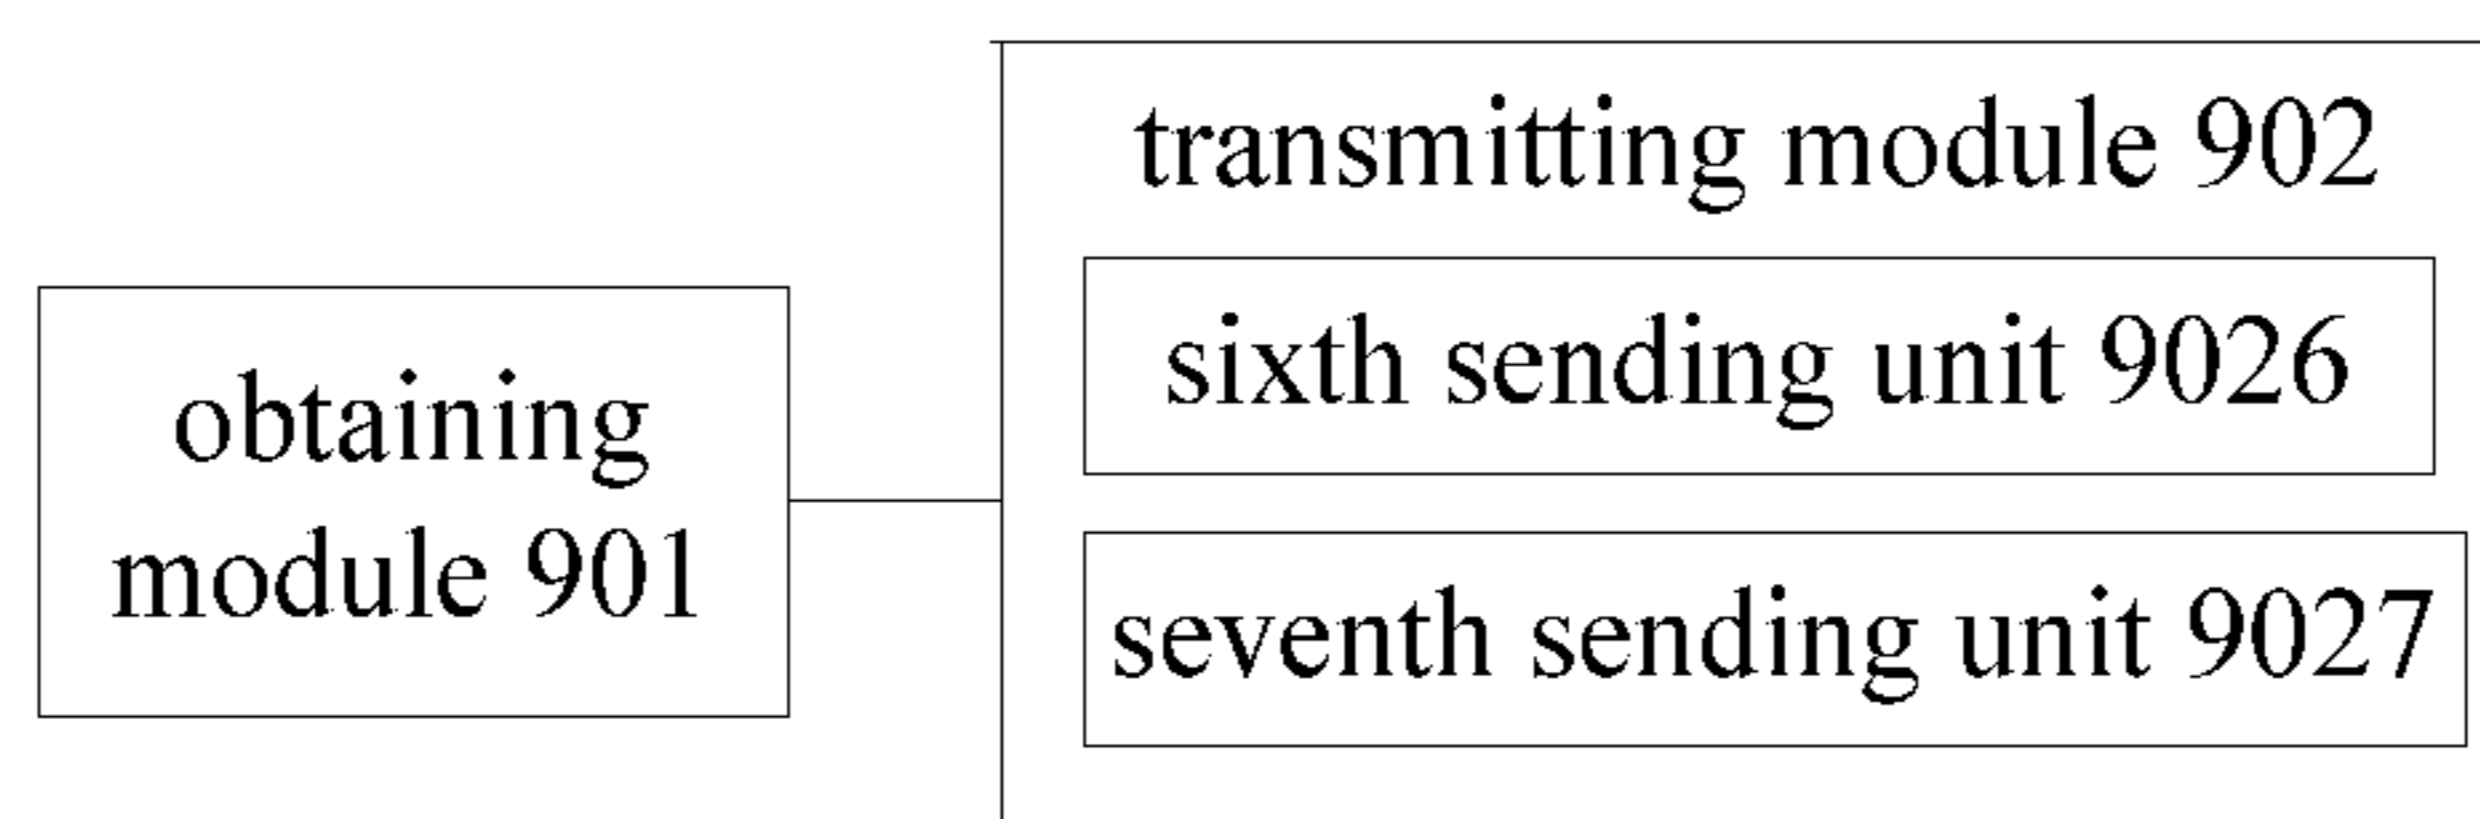 obtaining
module 901
transmitting module 902
sixth sending unit 9026
seventh sending unit 9027